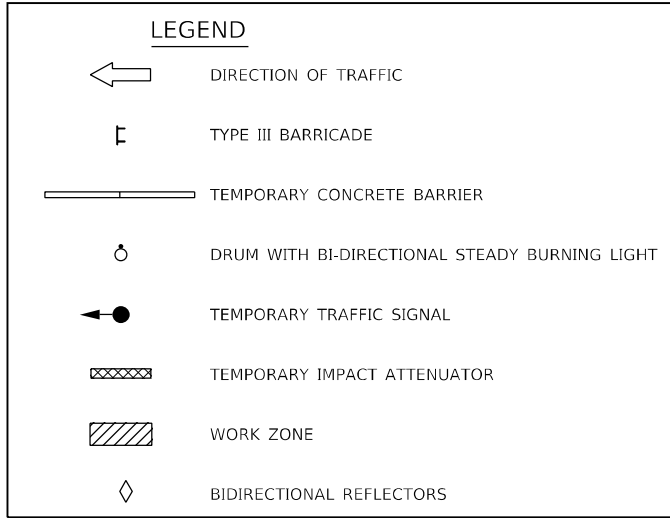 LEGEND
DIRECTION OF TRAFFIC
TYPE III BARRICADE
TEMPORARY CONCRETE BARRIER
DRUM WITH BI-DIRECTIONAL STEADY BURNING LIGHT
TEMPORARY TRAFFIC SIGNAL
TEMPORARY IMPACT ATTENUATOR
WORK ZONE
BIDIRECTIONAL REFLECTORS